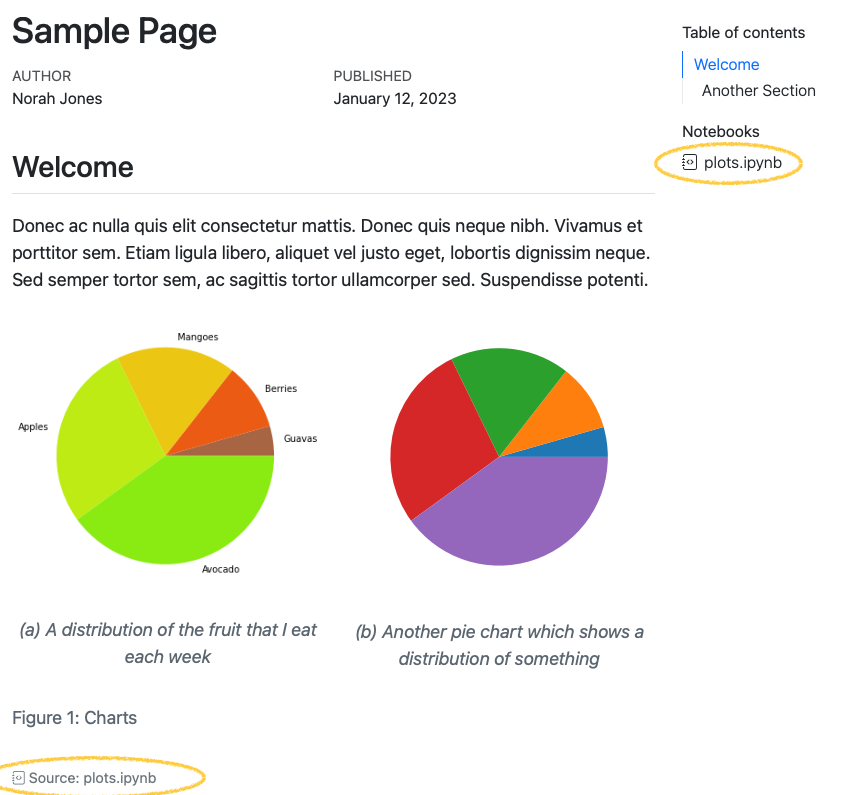 Sample Page
AUTHOR
Norah Jones
PUBLISHED
January 12, 2023
Welcome
Donec ac nulla quis elit consectetur mattis. Donec quis neque nibh. Vivamus et
porttitor sem. Etiam ligula libero, aliquet vel justo eget, lobortis dignissim neque.
Sed semper tortor sem, ac sagittis tortor ullamcorper sed. Suspendisse potenti.
Mangoes
Berries
Apples
Guavas
Avocado
(a) A distribution of the fruit that I eat
each week
(b) Another pie chart which shows a
distribution of something
Figure 1: Charts
Source: plots.ipynb
Table of contents
Welcome
Another Section
Notebooks
plots.ipynb